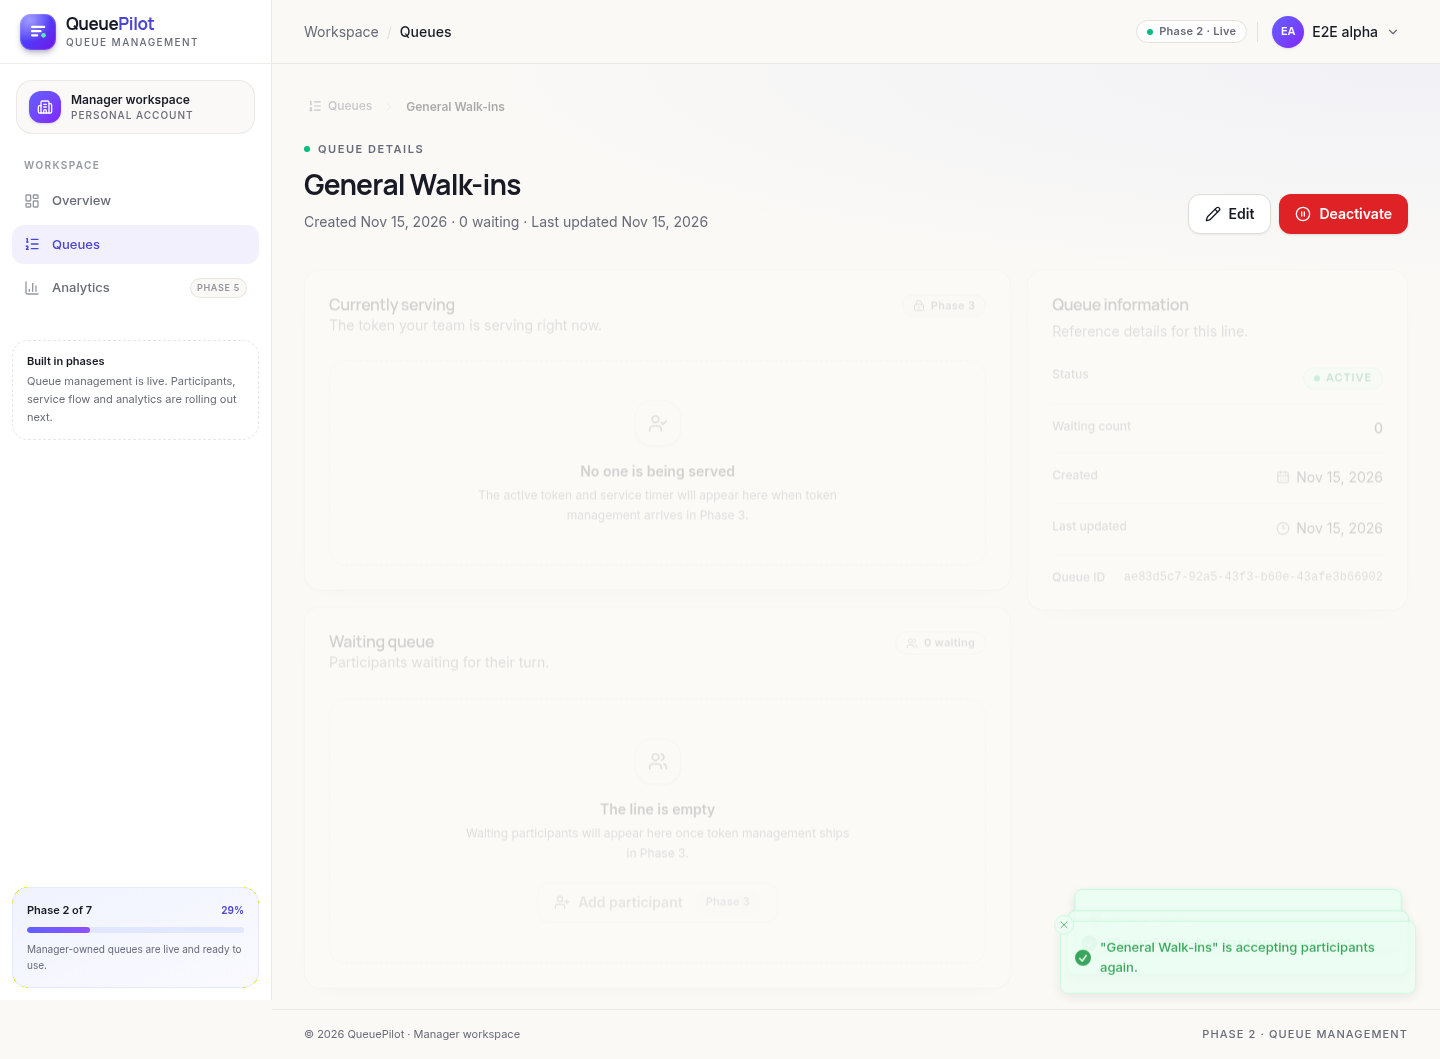 QueuePilot
QUEUE MANAGEMENT
Workspace / Queues
Phase 2 · Live
EA
E2E alpha
Manager workspace
PERSONAL ACCOUNT
WORKSPACE
Overview
Queues
Analytics
PHASE 5
Built in phases
Queue management is live. Participants,
service flow and analytics are rolling out
next.
Phase 2 of 7
29%
Manager-owned queues are live and ready to
use.
Queues
General Walk-ins
QUEUE DETAILS
General Walk-ins
Created Nov 15, 2026 · 0 waiting · Last updated Nov 15, 2026
Edit
Deactivate
Currently serving
The token your team is serving right now.
Phase 3
No one is being served
The active token and service timer will appear here when token
management arrives in Phase 3.
Queue information
Reference details for this line.
Status
ACTIVE
Waiting count
0
Created
Nov 15, 2026
Last updated
Nov 15, 2026
Queue ID
ae83d5c7-92a5-43f3-b60e-43afe3b66902
Waiting queue
Participants waiting for their turn.
0 waiting
The line is empty
Waiting participants will appear here once token management ships
in Phase 3.
Add participant
Phase 3
"General Walk-ins" is accepting participants
again.
© 2026 QueuePilot · Manager workspace
PHASE 2 · QUEUE MANAGEMENT